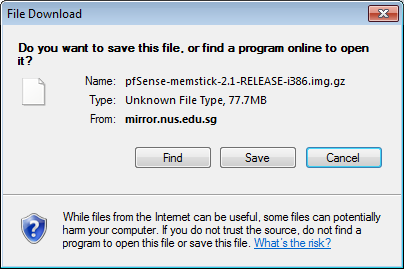 File Download
Do you want to save this file, or find a program online to open
it?
Name: pfSense-memstick-2.1-RELEASE-i386.img.gz
Type: Unknown File Type, 77.7MB
From: mirror.nus.edu.sg
Find Save Cancel
While files from the Internet can be useful, some files can potentially
harm your computer. If you do not trust the source, do not find a
program to open this file or save this file. What's the risk?